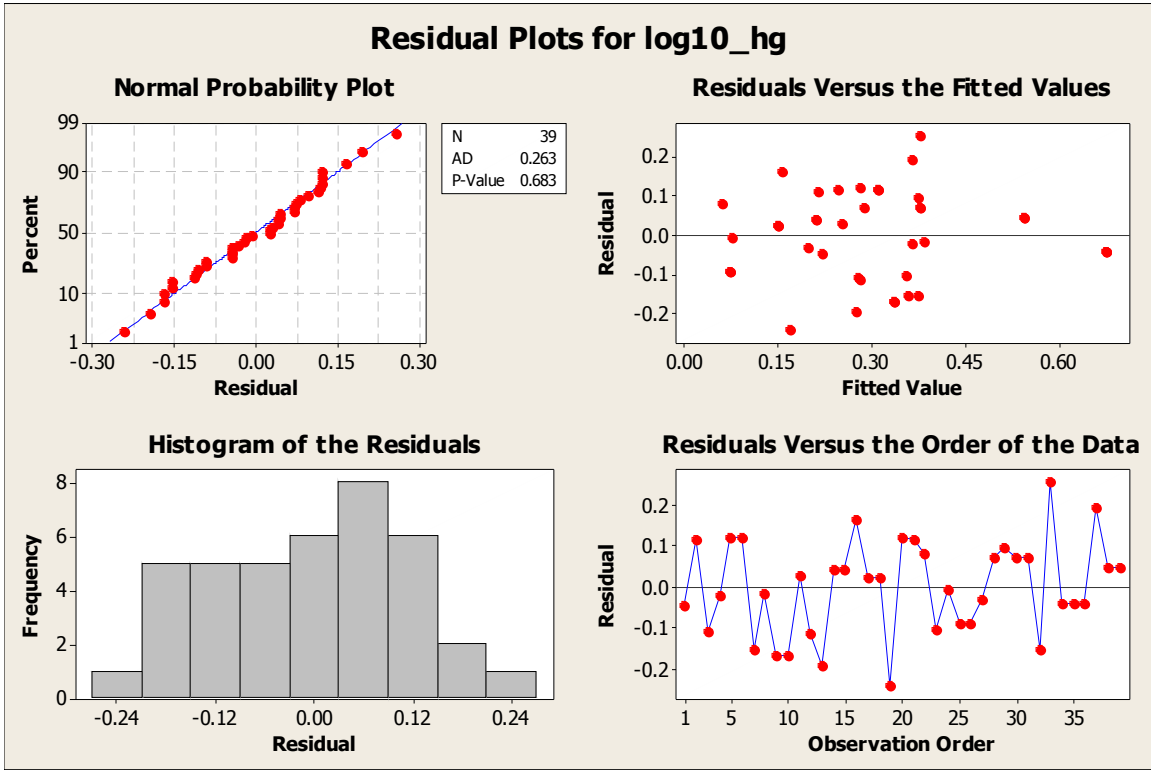 Residual Plots for log10_hg
Normal Probability Plot
99
90
50
10
1
Percent
-0.30 -0.15 0.00 0.15 0.30
Residual
N 39
AD 0.263
P-Value 0.683
Residuals Versus the Fitted Values
0.2
0.1
0.0
-0.1
-0.2
Residual
0.00 0.15 0.30 0.45 0.60
Fitted Value
Histogram of the Residuals
8
6
4
2
0
Frequency
-0.24 -0.12 0.00 0.12 0.24
Residual
Residuals Versus the Order of the Data
0.2
0.1
0.0
-0.1
-0.2
Residual
1 5 10 15 20 25 30 35
Observation Order